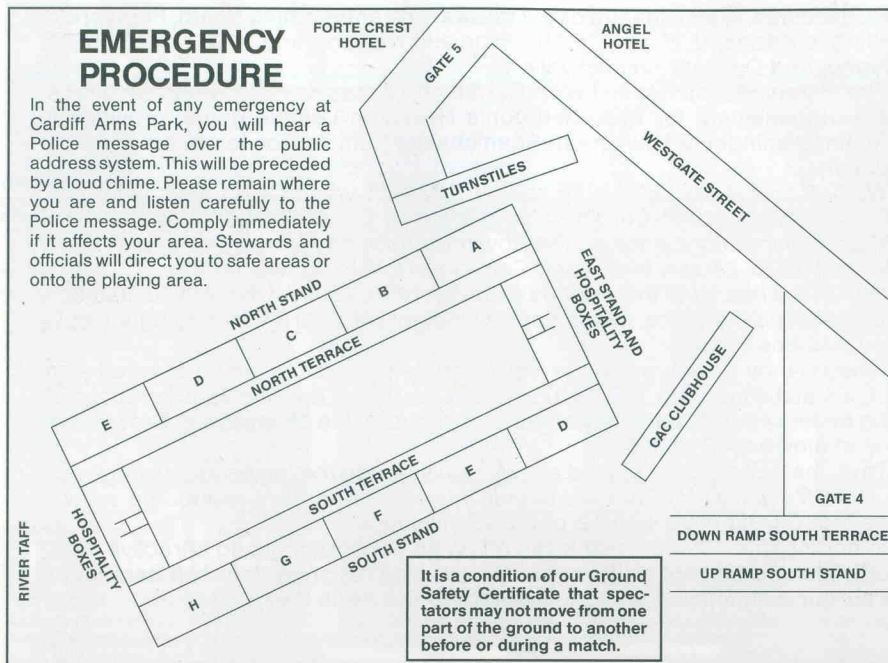 EMERGENCY
PROCEDURE
In the event of any emergency at
Cardiff Arms Park, you will hear a
Police message over the public
address system. This will be preceded
by a loud chime. Please remain where
you are and listen carefully to the
Police message. Comply immediately
if it affects your area. Stewards and
officials will direct you to safe areas or
onto the playing area.
FORTE CREST
HOTEL
GATE 5
ANGEL
HOTEL
WESTGATE STREET
TURNSTILES
NORTH STAND
A
B
C
D
E
NORTH TERRACE
EAST STAND AND
HOSPITALITY
BOXES
CAC CLUBHOUSE
SOUTH TERRACE
D
E
F
G
H
SOUTH STAND
HOSPITALITY
BOXES
RIVER TAFF
GATE 4
DOWN RAMP SOUTH TERRACE
UP RAMP SOUTH STAND
It is a condition of our Ground
Safety Certificate that spec-
tators may not move from one
part of the ground to another
before or during a match.